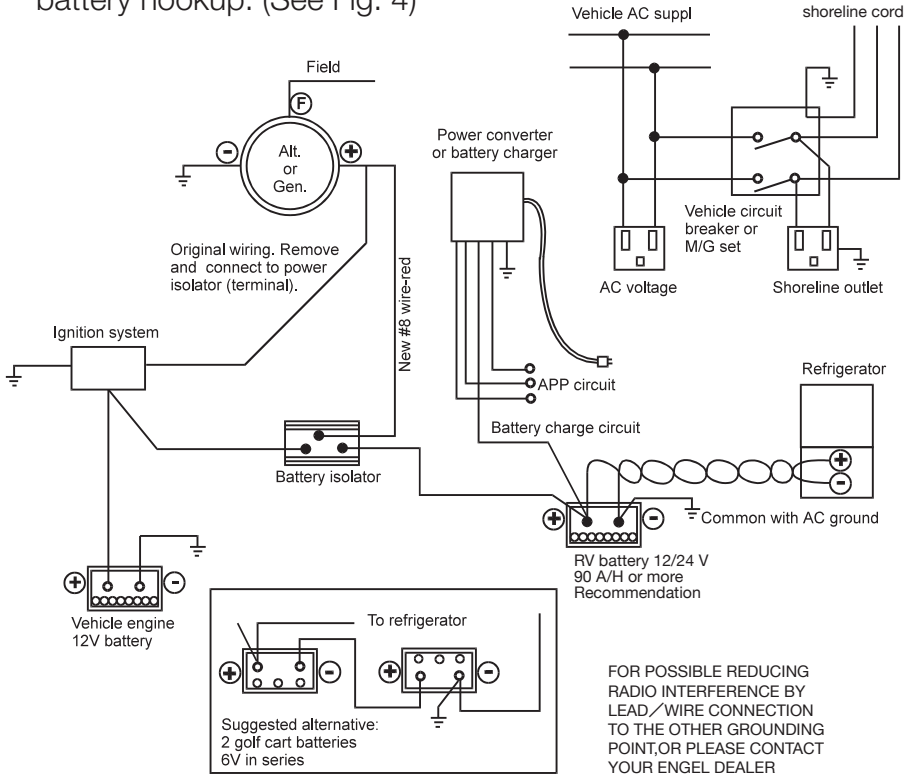 battery hookup. (See Fig. 4)
Vehicle AC suppl
shoreline cord
Field
F
-
+
Alt.
or
Gen.
Power converter
or battery charger
Original wiring. Remove
and connect to power
isolator (terminal).
New #8 wire-red
Vehicle circuit
breaker or
M/G set
AC voltage
Shoreline outlet
Ignition system
APP circuit
Refrigerator
Battery charge circuit
Battery isolator
+
-
Common with AC ground
+
-
RV battery 12/24 V
90 A/H or more
Recommendation
+
-
Vehicle engine
12V battery
To refrigerator
+
-
+
-
Suggested alternative:
2 golf cart batteries
6V in series
FOR POSSIBLE REDUCING
RADIO INTERFERENCE BY
LEAD／WIRE CONNECTION
TO THE OTHER GROUNDING
POINT,OR PLEASE CONTACT
YOUR ENGEL DEALER